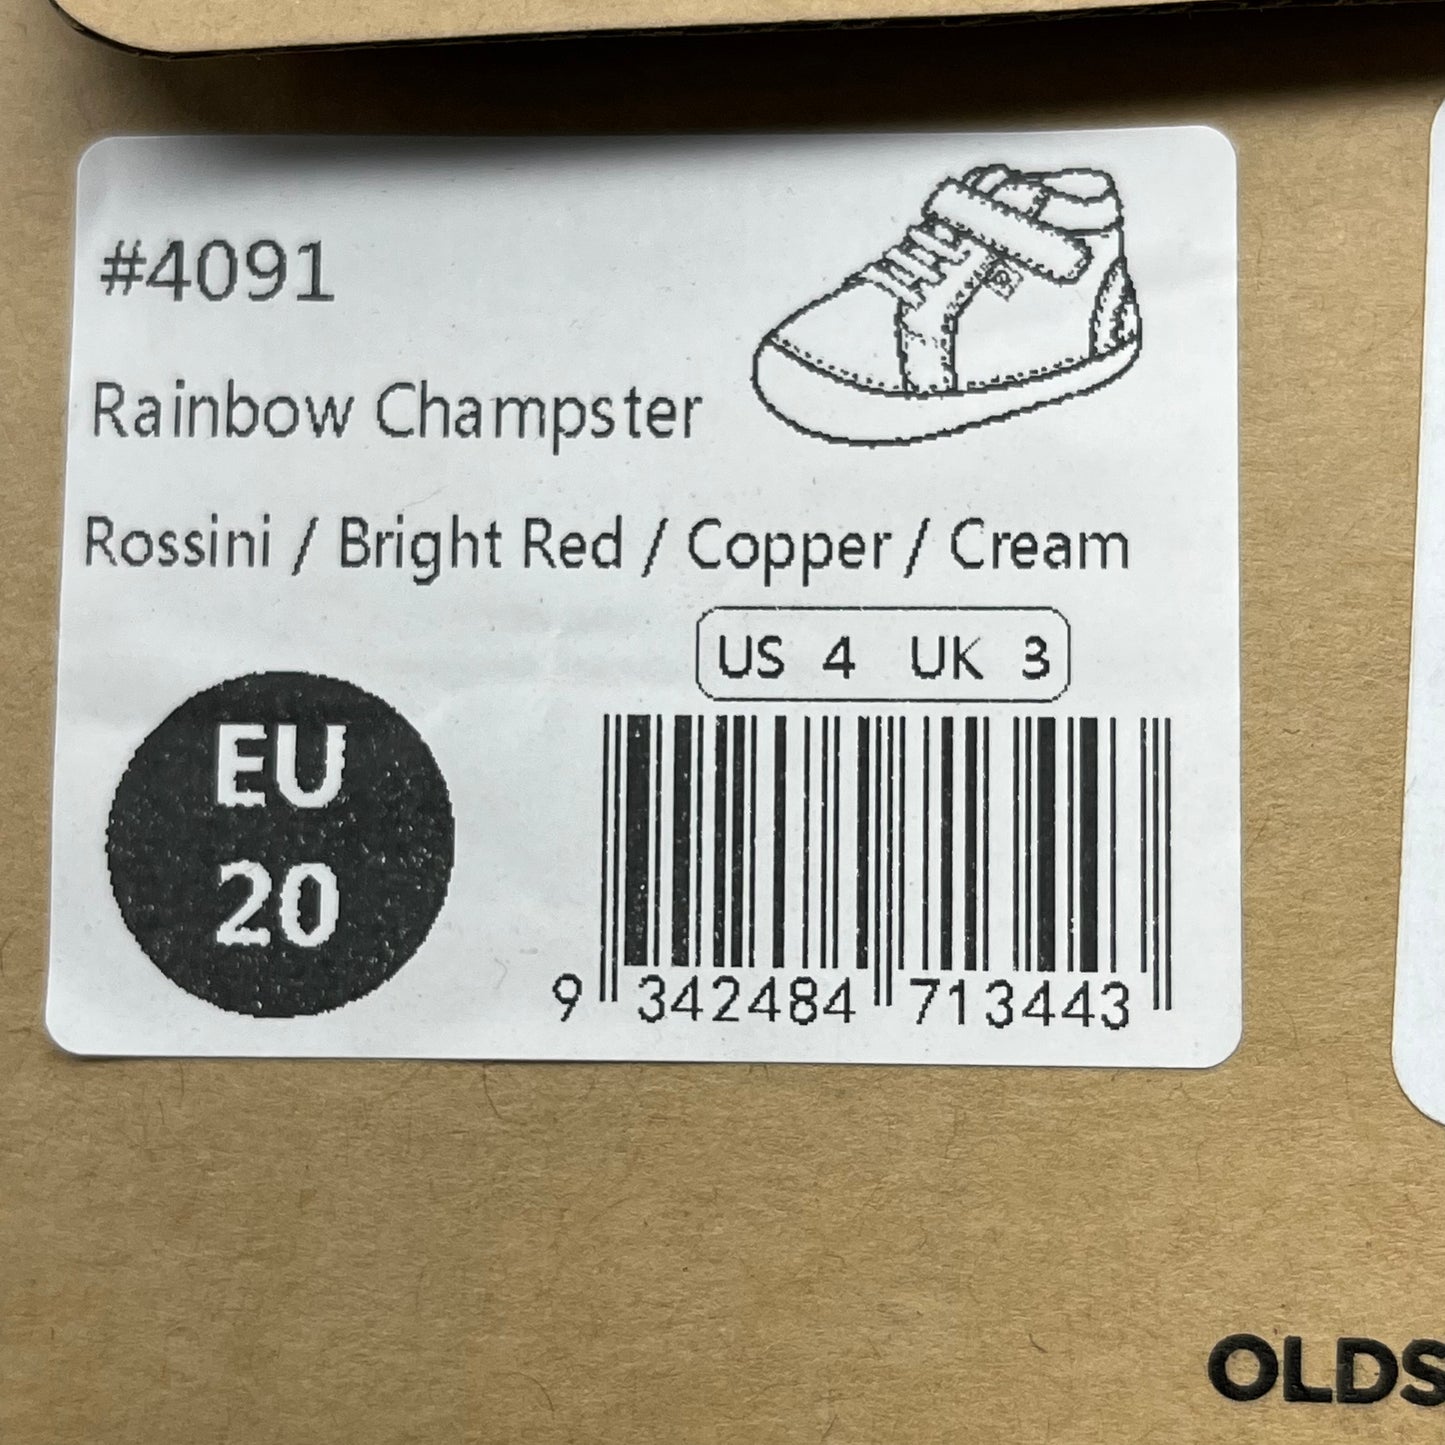 #4091
Rainbow Champster
Rossini / Bright Red / Copper / Cream
US 4 UK 3
EU
20
9 342484 713443
OLDS